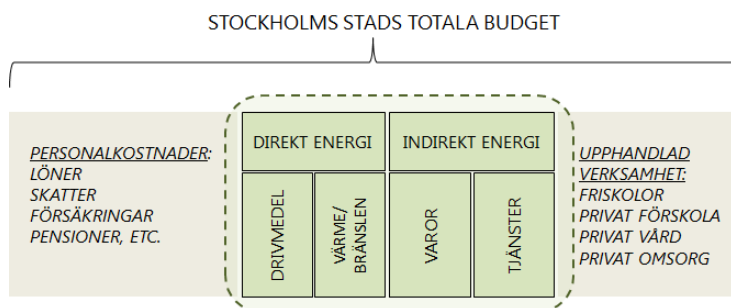 STOCKHOLMS STADS TOTALA BUDGET
PERSONALKOSTNADER:
LÖNER
SKATTER
FÖRSÄKRINGAR
PENSIONER, ETC.
DIREKT ENERGI
INDIREKT ENERGI
DRIVMEDEL
VÄRME/
BRÄNSLEN
VAROR
TJÄNSTER
UPPHANDLAD
VERKSAMHET:
FRISKOLOR
PRIVAT FÖRSKOLA
PRIVAT VÅRD
PRIVAT OMSORG